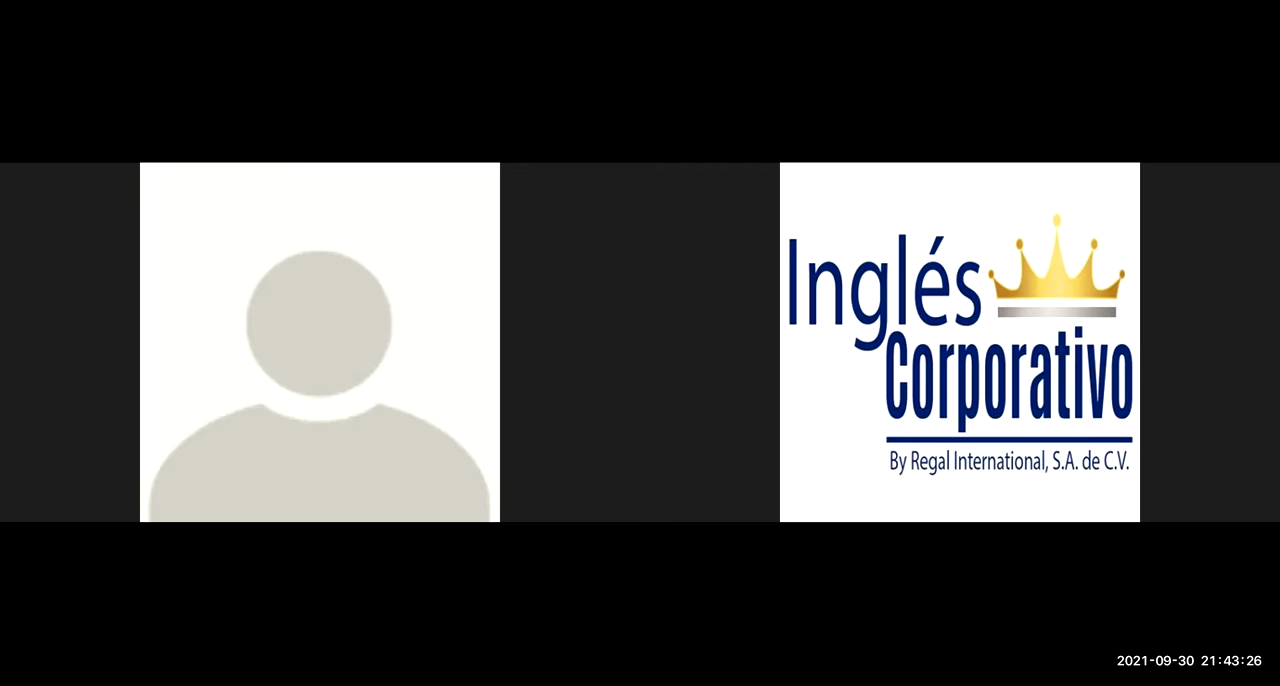 Inglés
Corporativo
By Regal International, S.A. de C.V.
2021-09-30 21:43:26